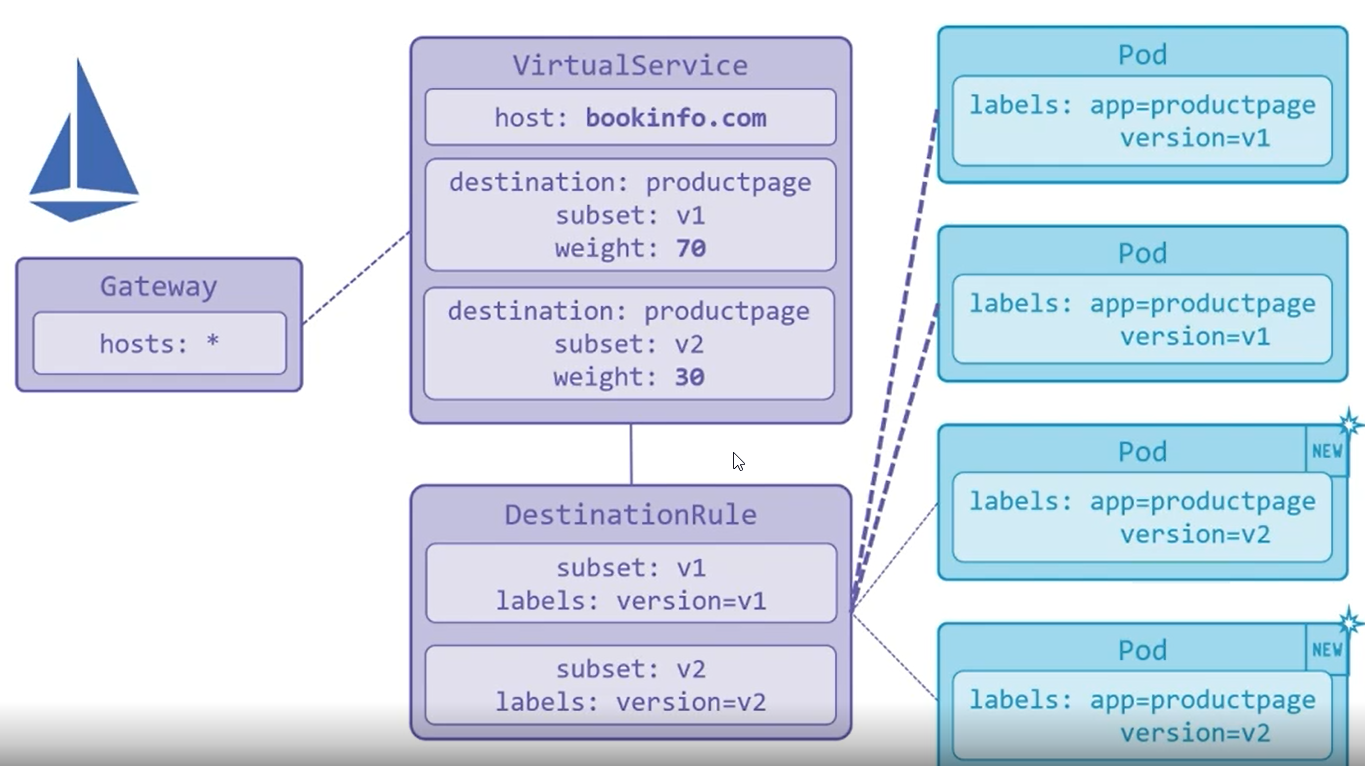 Gateway
hosts: *
VirtualService
host: bookinfo.com
destination: productpage
subset: v1
weight: 70
destination: productpage
subset: v2
weight: 30
DestinationRule
subset: v1
labels: version=v1
subset: v2
labels: version=v2
Pod
labels: app=productpage
version=v1
Pod
labels: app=productpage
version=v1
Pod
NEW
labels: app=productpage
version=v2
Pod
NEW
labels: app=productpage
version=v2